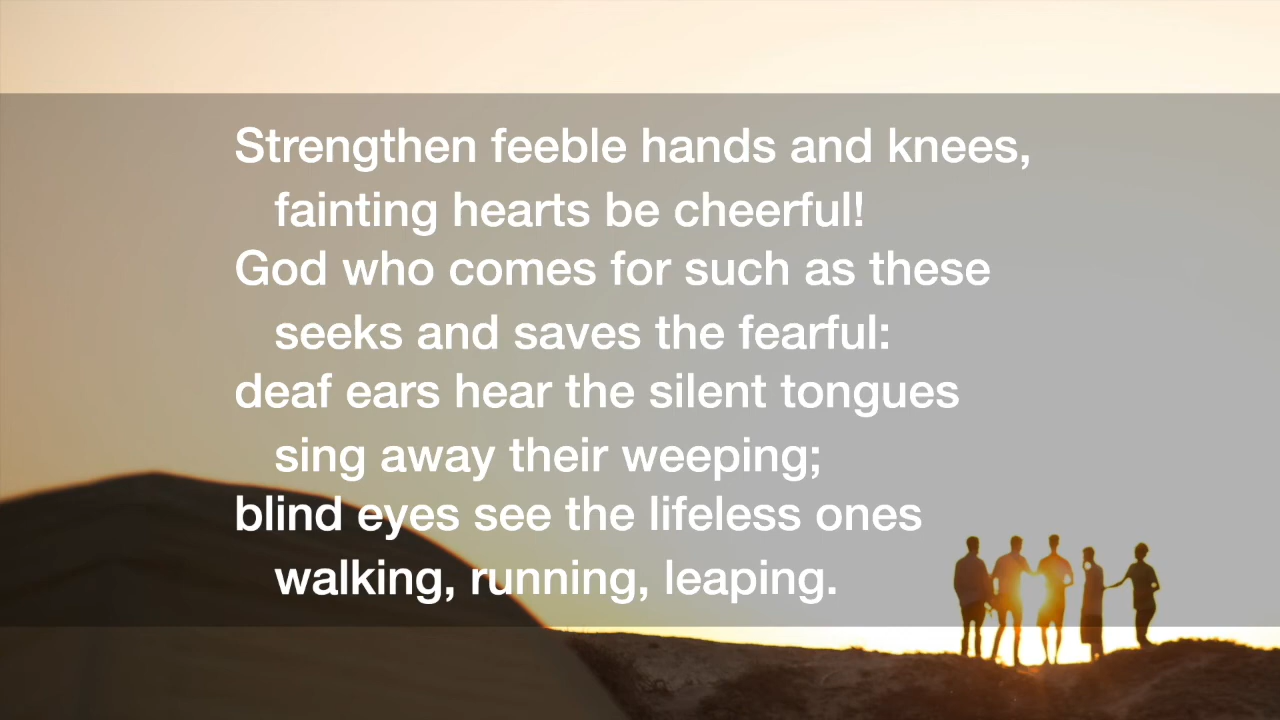 Strengthen feeble hands and knees,
fainting hearts be cheerful!
God who comes for such as these
seeks and saves the fearful:
deaf ears hear the silent tongues
sing away their weeping;
blind eyes see the lifeless ones
walking, running, leaping.